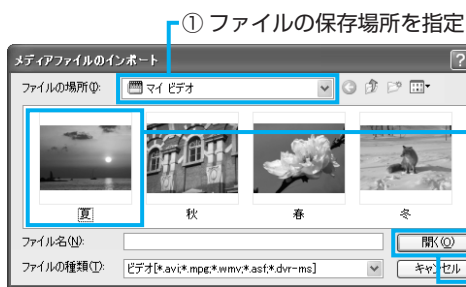 ① ファイルの保存場所を指定
メディアファイルのインポート ?
ファイルの場所(I): マイ ビデオ
夏 秋 春 冬
ファイル名(N): 開く(O)
ファイルの種類(T): ビデオ[*.avi;*.mpg;*.wmv;*.asf;*.dvr-ms] キャンセル